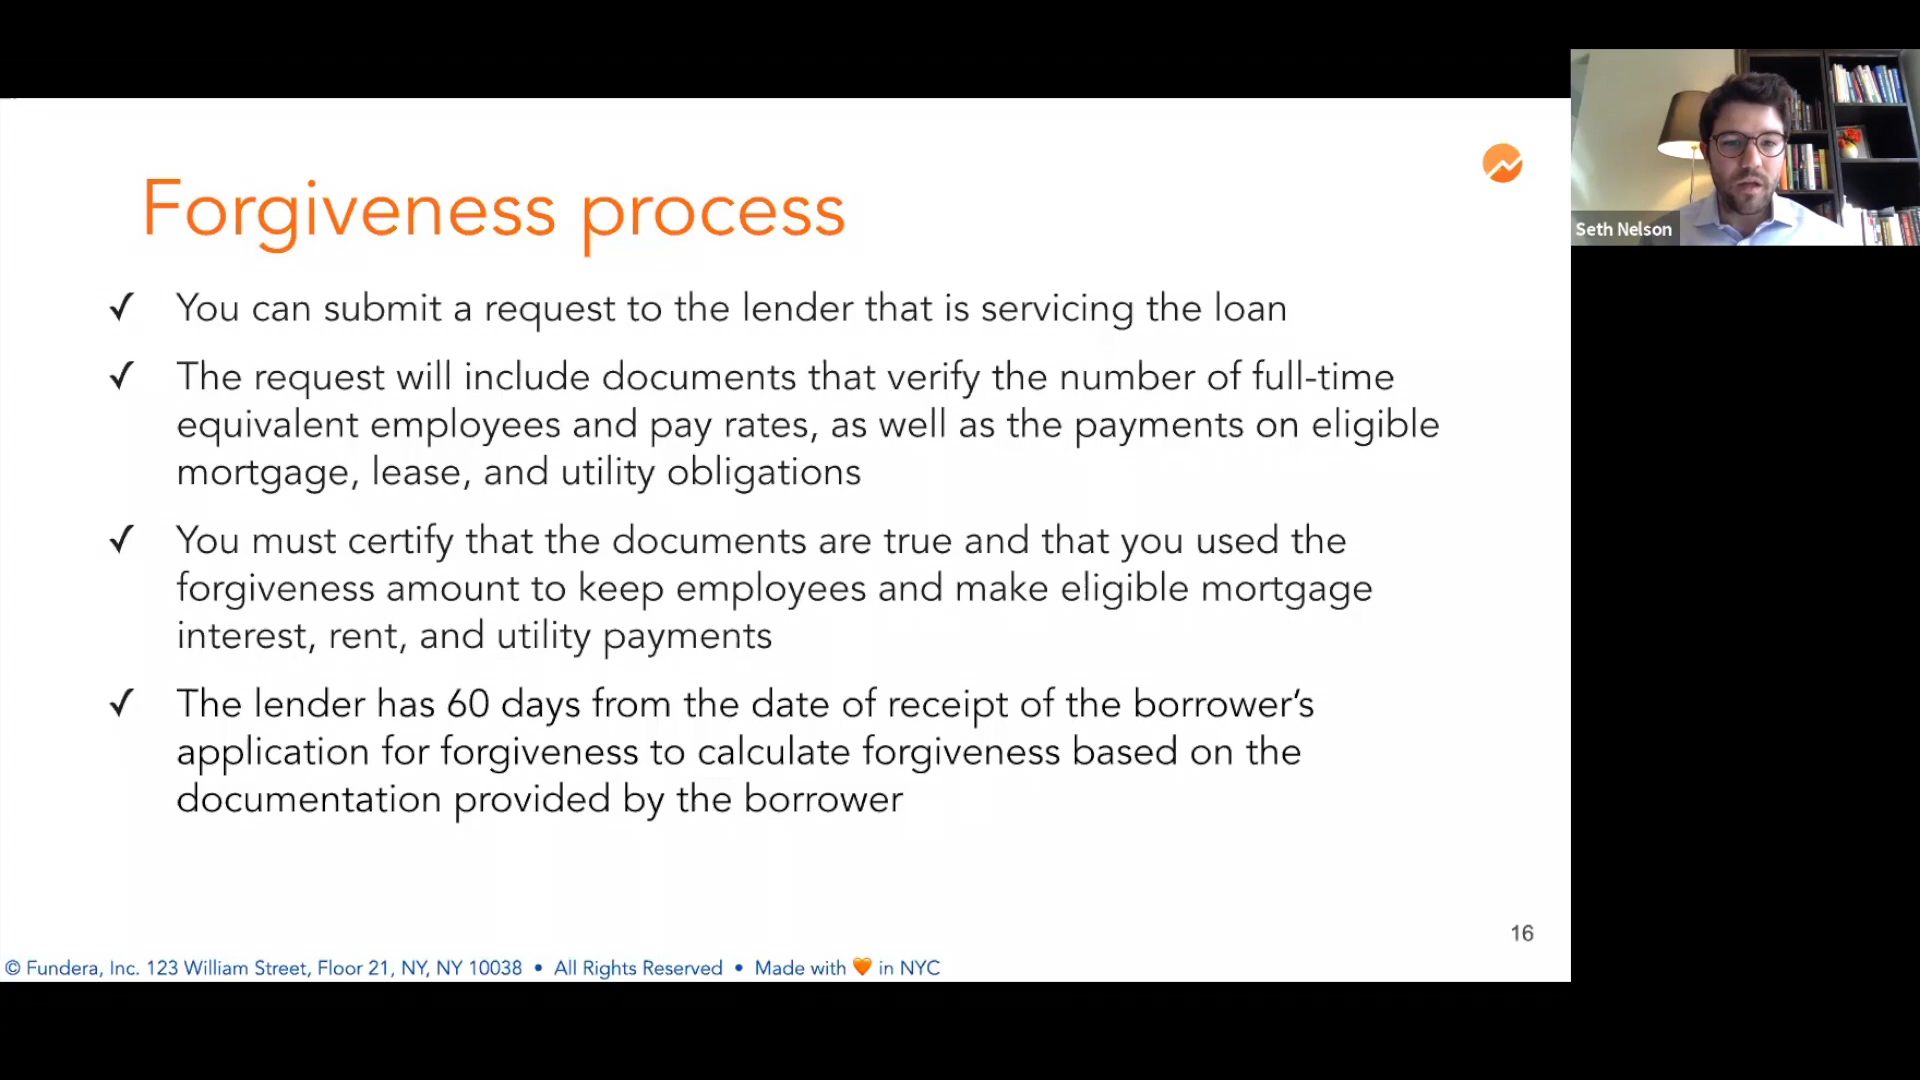 Forgiveness process
✓ You can submit a request to the lender that is servicing the loan
✓ The request will include documents that verify the number of full-time
equivalent employees and pay rates, as well as the payments on eligible
mortgage, lease, and utility obligations
✓ You must certify that the documents are true and that you used the
forgiveness amount to keep employees and make eligible mortgage
interest, rent, and utility payments
✓ The lender has 60 days from the date of receipt of the borrower’s
application for forgiveness to calculate forgiveness based on the
documentation provided by the borrower
16
© Fundera, Inc. 123 William Street, Floor 21, NY, NY 10038 • All Rights Reserved • Made with 🧡 in NYC
Seth Nelson